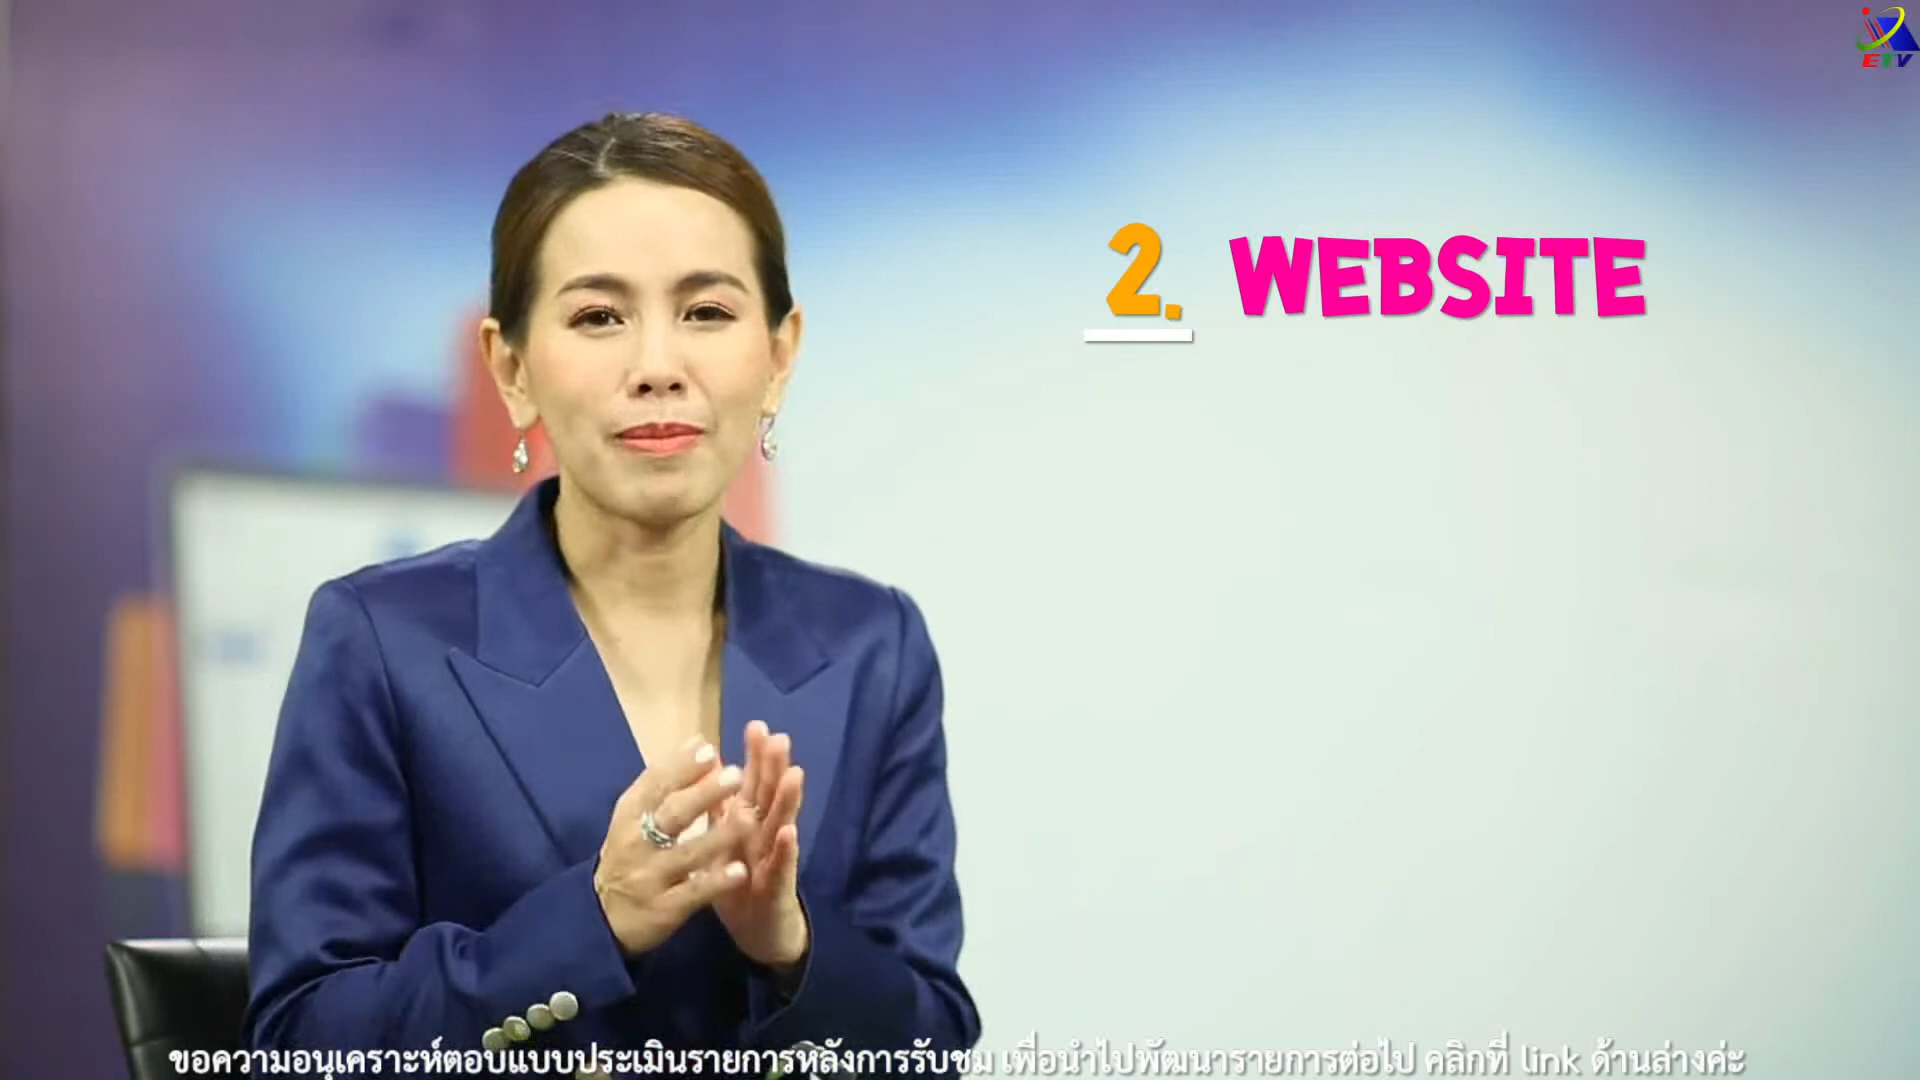 ETV
2. WEBSITE
ขอความอนุเคราะห์ตอบแบบประเมินรายการหลังการรับชม เพื่อนำไปพัฒนารายการต่อไป คลิกที่ link ด้านล่างค่ะ